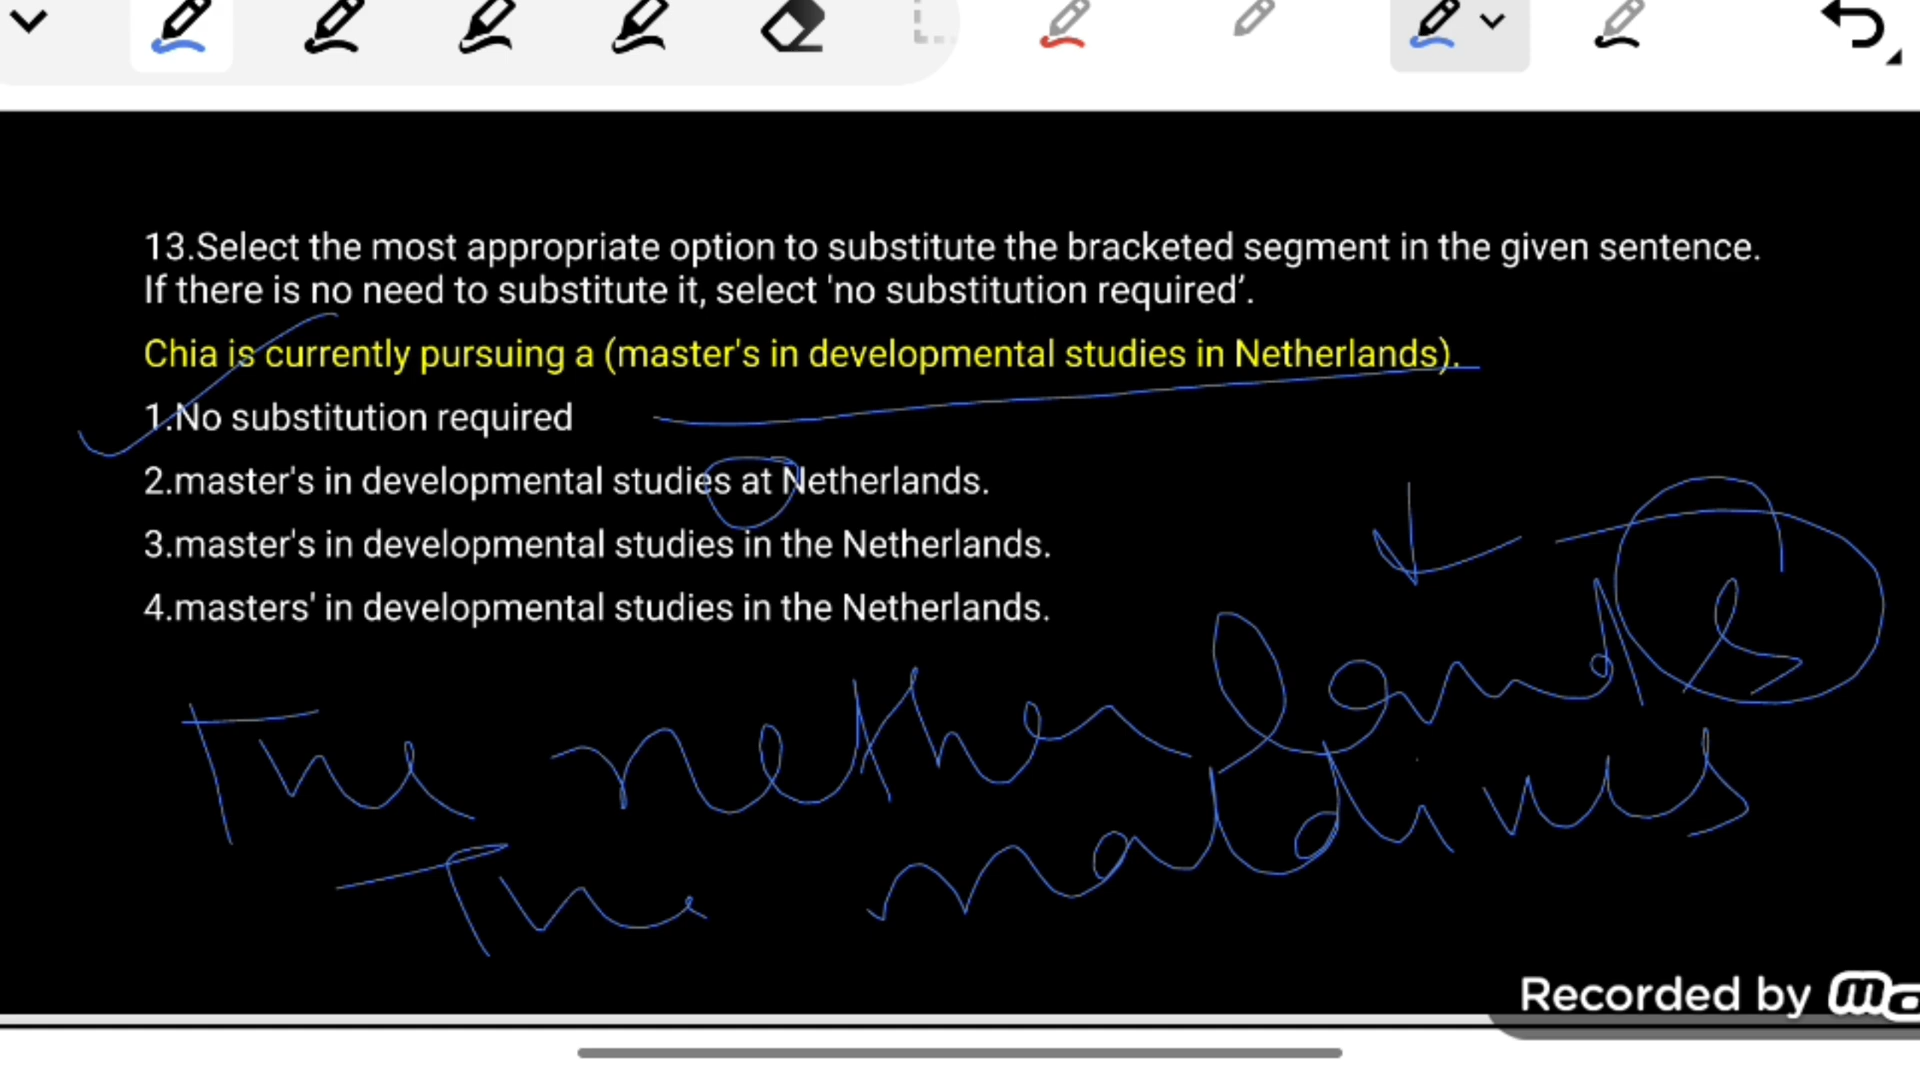 13.Select the most appropriate option to substitute the bracketed segment in the given sentence.
If there is no need to substitute it, select 'no substitution required’.
Chia is currently pursuing a (master's in developmental studies in Netherlands).
1.No substitution required
2.master's in developmental studies at Netherlands.
3.master's in developmental studies in the Netherlands.
4.masters' in developmental studies in the Netherlands.
The netherlands
The maldives
Recorded by